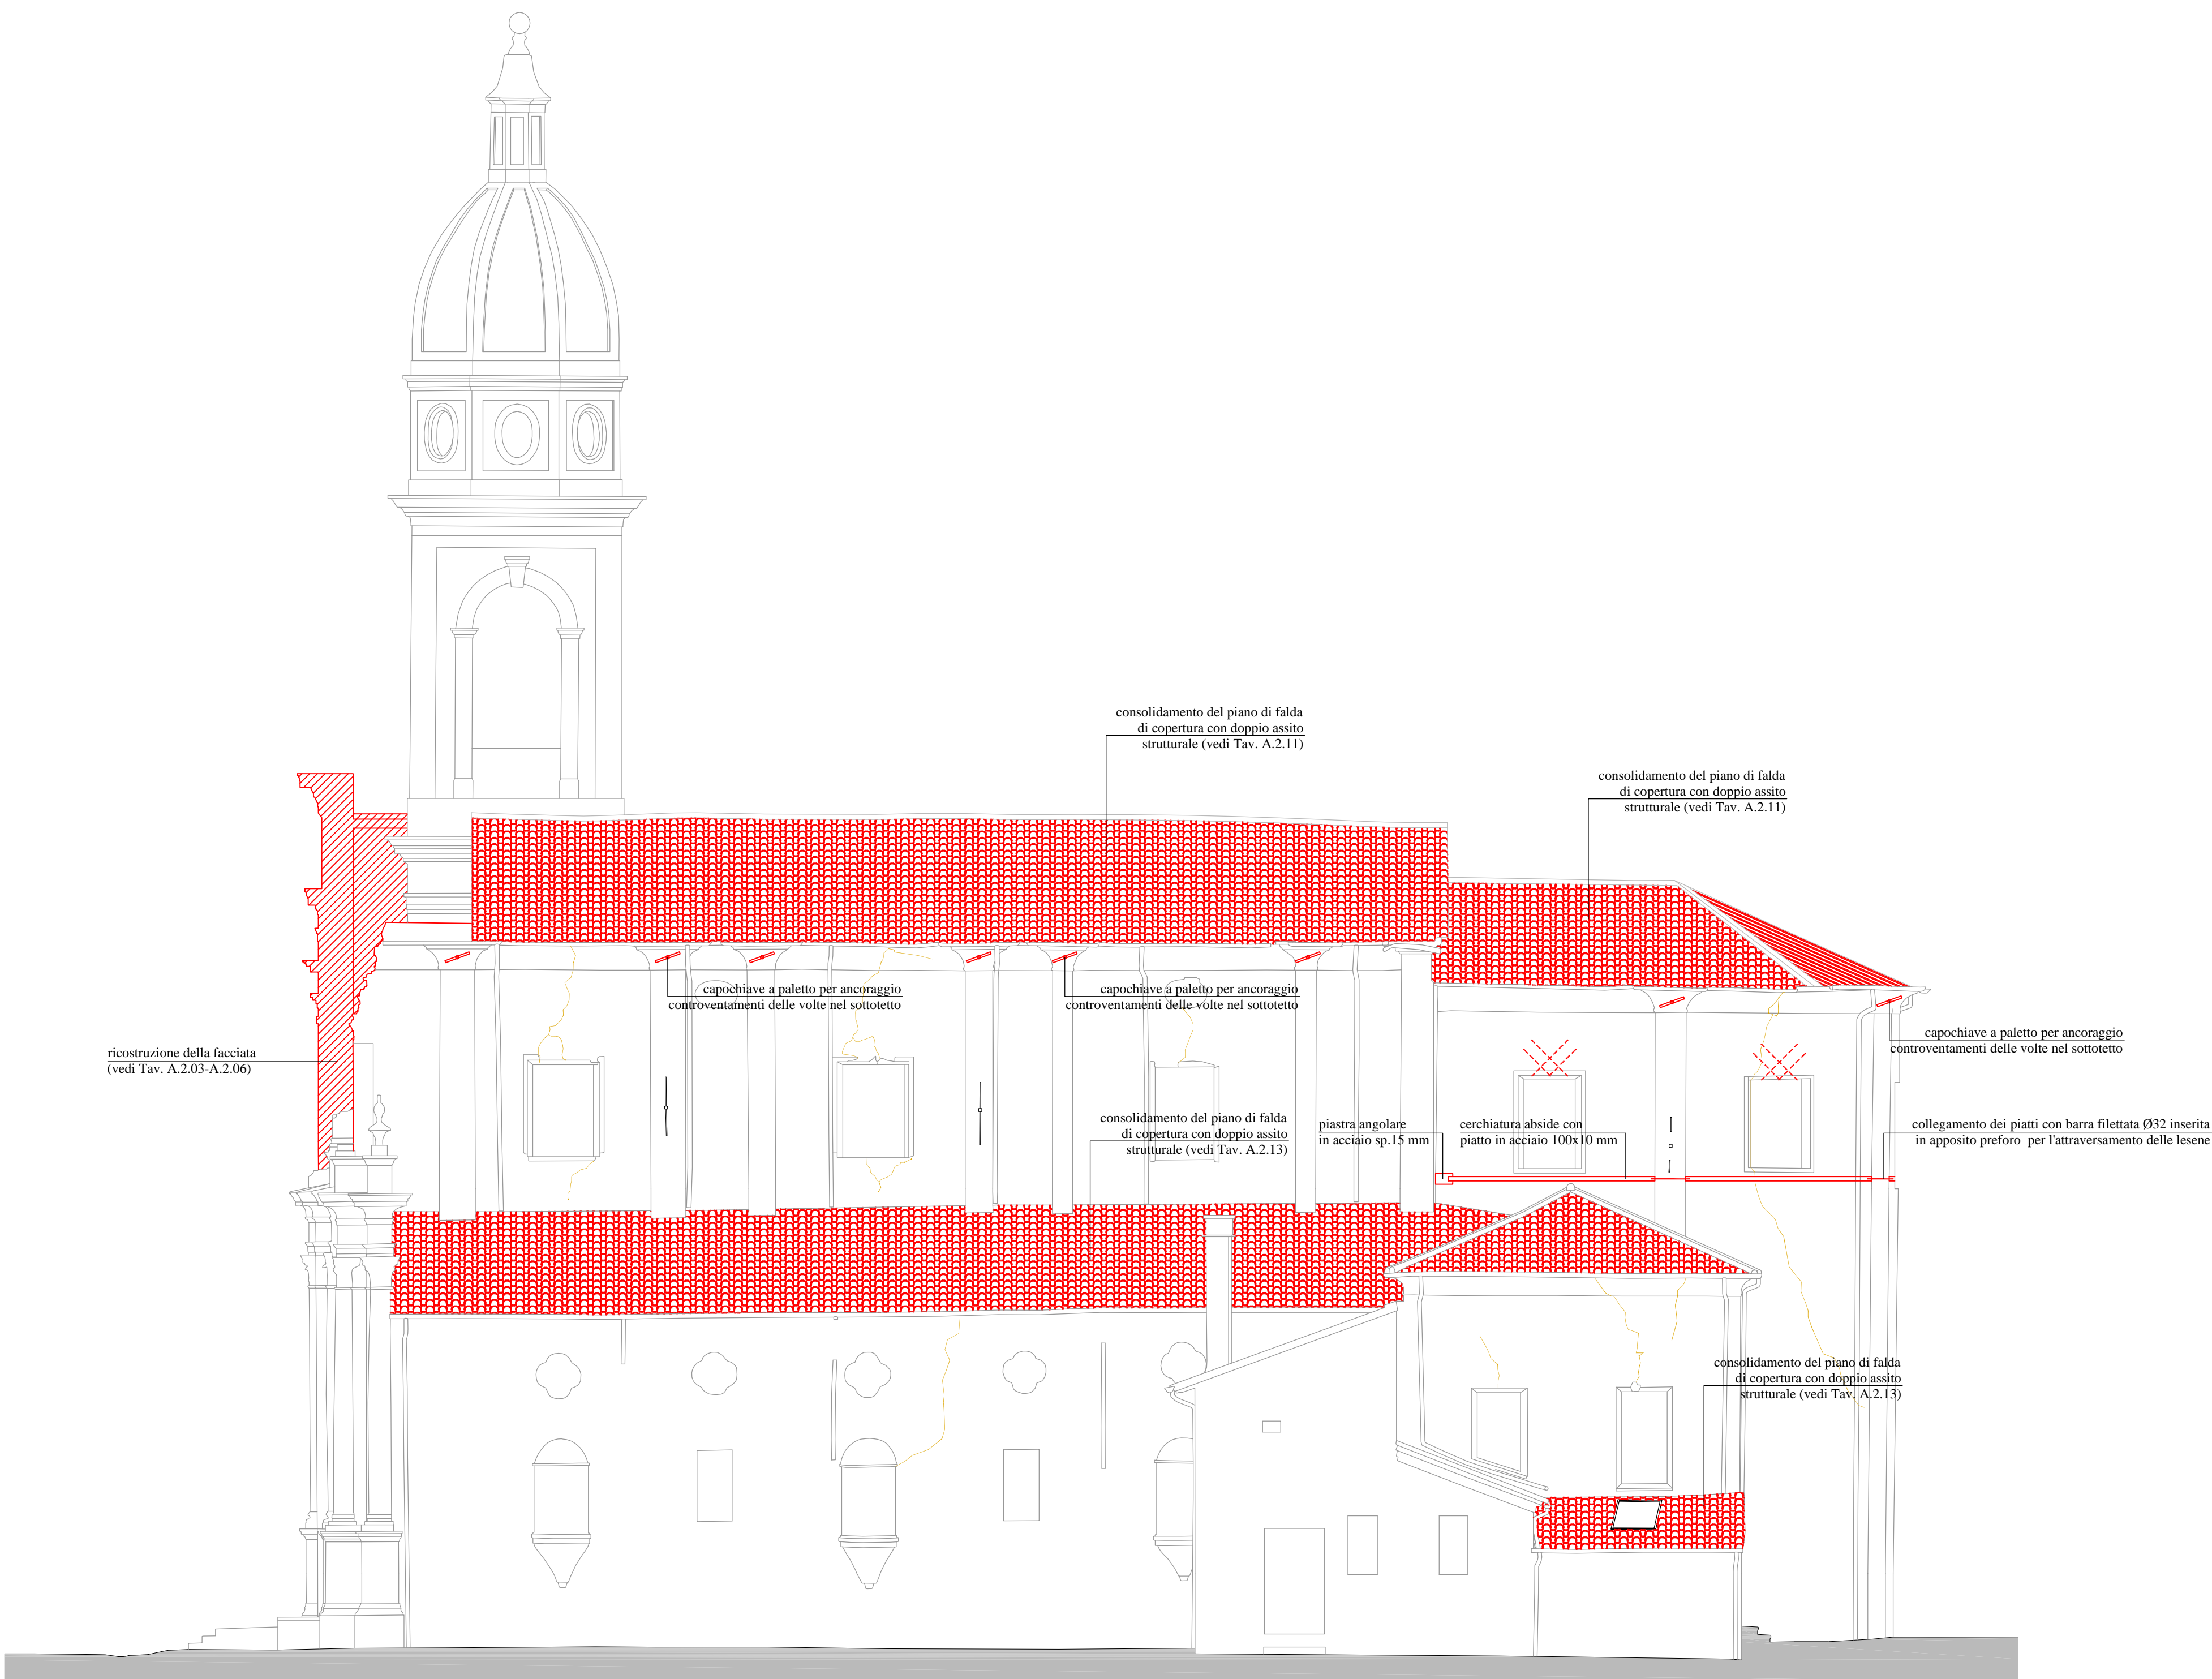 consolidamento del piano di falda
di copertura con doppio assito
strutturale (vedi Tav. A.2.11)
consolidamento del piano di falda
di copertura con doppio assito
strutturale (vedi Tav. A.2.11)
capochiave a paletto per ancoraggio
controventamenti delle volte nel sottotetto
capochiave a paletto per ancoraggio
controventamenti delle volte nel sottotetto
capochiave a paletto per ancoraggio
controventamenti delle volte nel sottotetto
ricostruzione della facciata
(vedi Tav. A.2.03-A.2.06)
consolidamento del piano di falda
di copertura con doppio assito
strutturale (vedi Tav. A.2.13)
piastra angolare
in acciaio sp.15 mm
cerchiatura abside con
piatto in acciaio 100x10 mm
collegamento dei piatti con barra filettata Ø32 inserita
in apposito preforo per l'attraversamento delle lesene
consolidamento del piano di falda
di copertura con doppio assito
strutturale (vedi Tav. A.2.13)